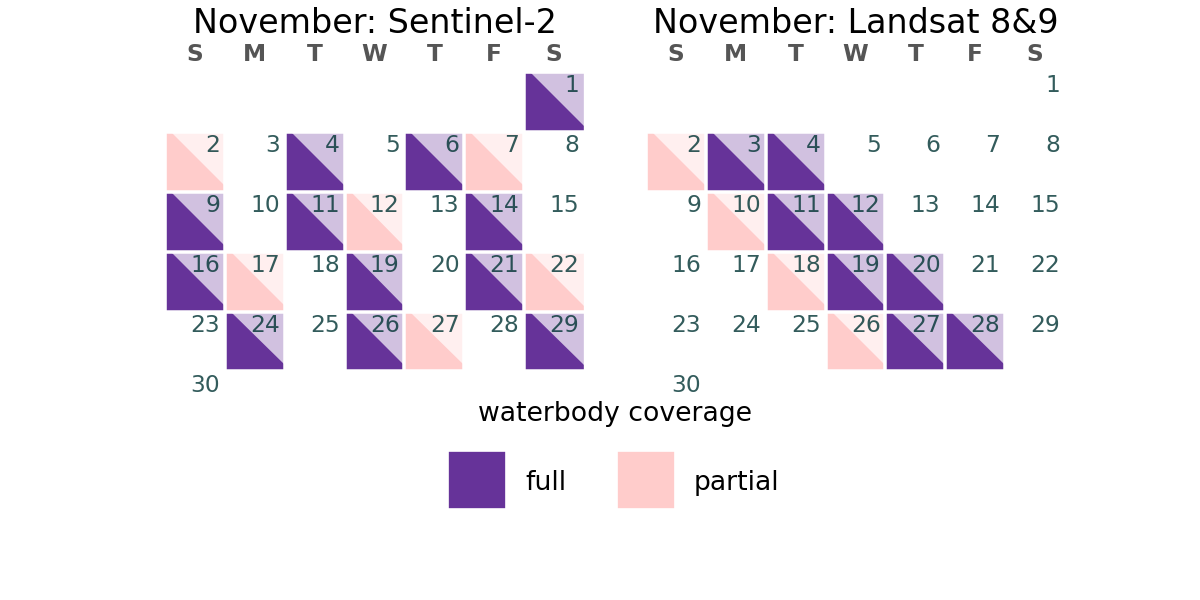 November: Sentinel-2
S M T W T F S
1
2 3 4 5 6 7 8
9 10 11 12 13 14 15
16 17 18 19 20 21 22
23 24 25 26 27 28 29
30
November: Landsat 8&9
S M T W T F S
1
2 3 4 5 6 7 8
9 10 11 12 13 14 15
16 17 18 19 20 21 22
23 24 25 26 27 28 29
30
waterbody coverage
full partial